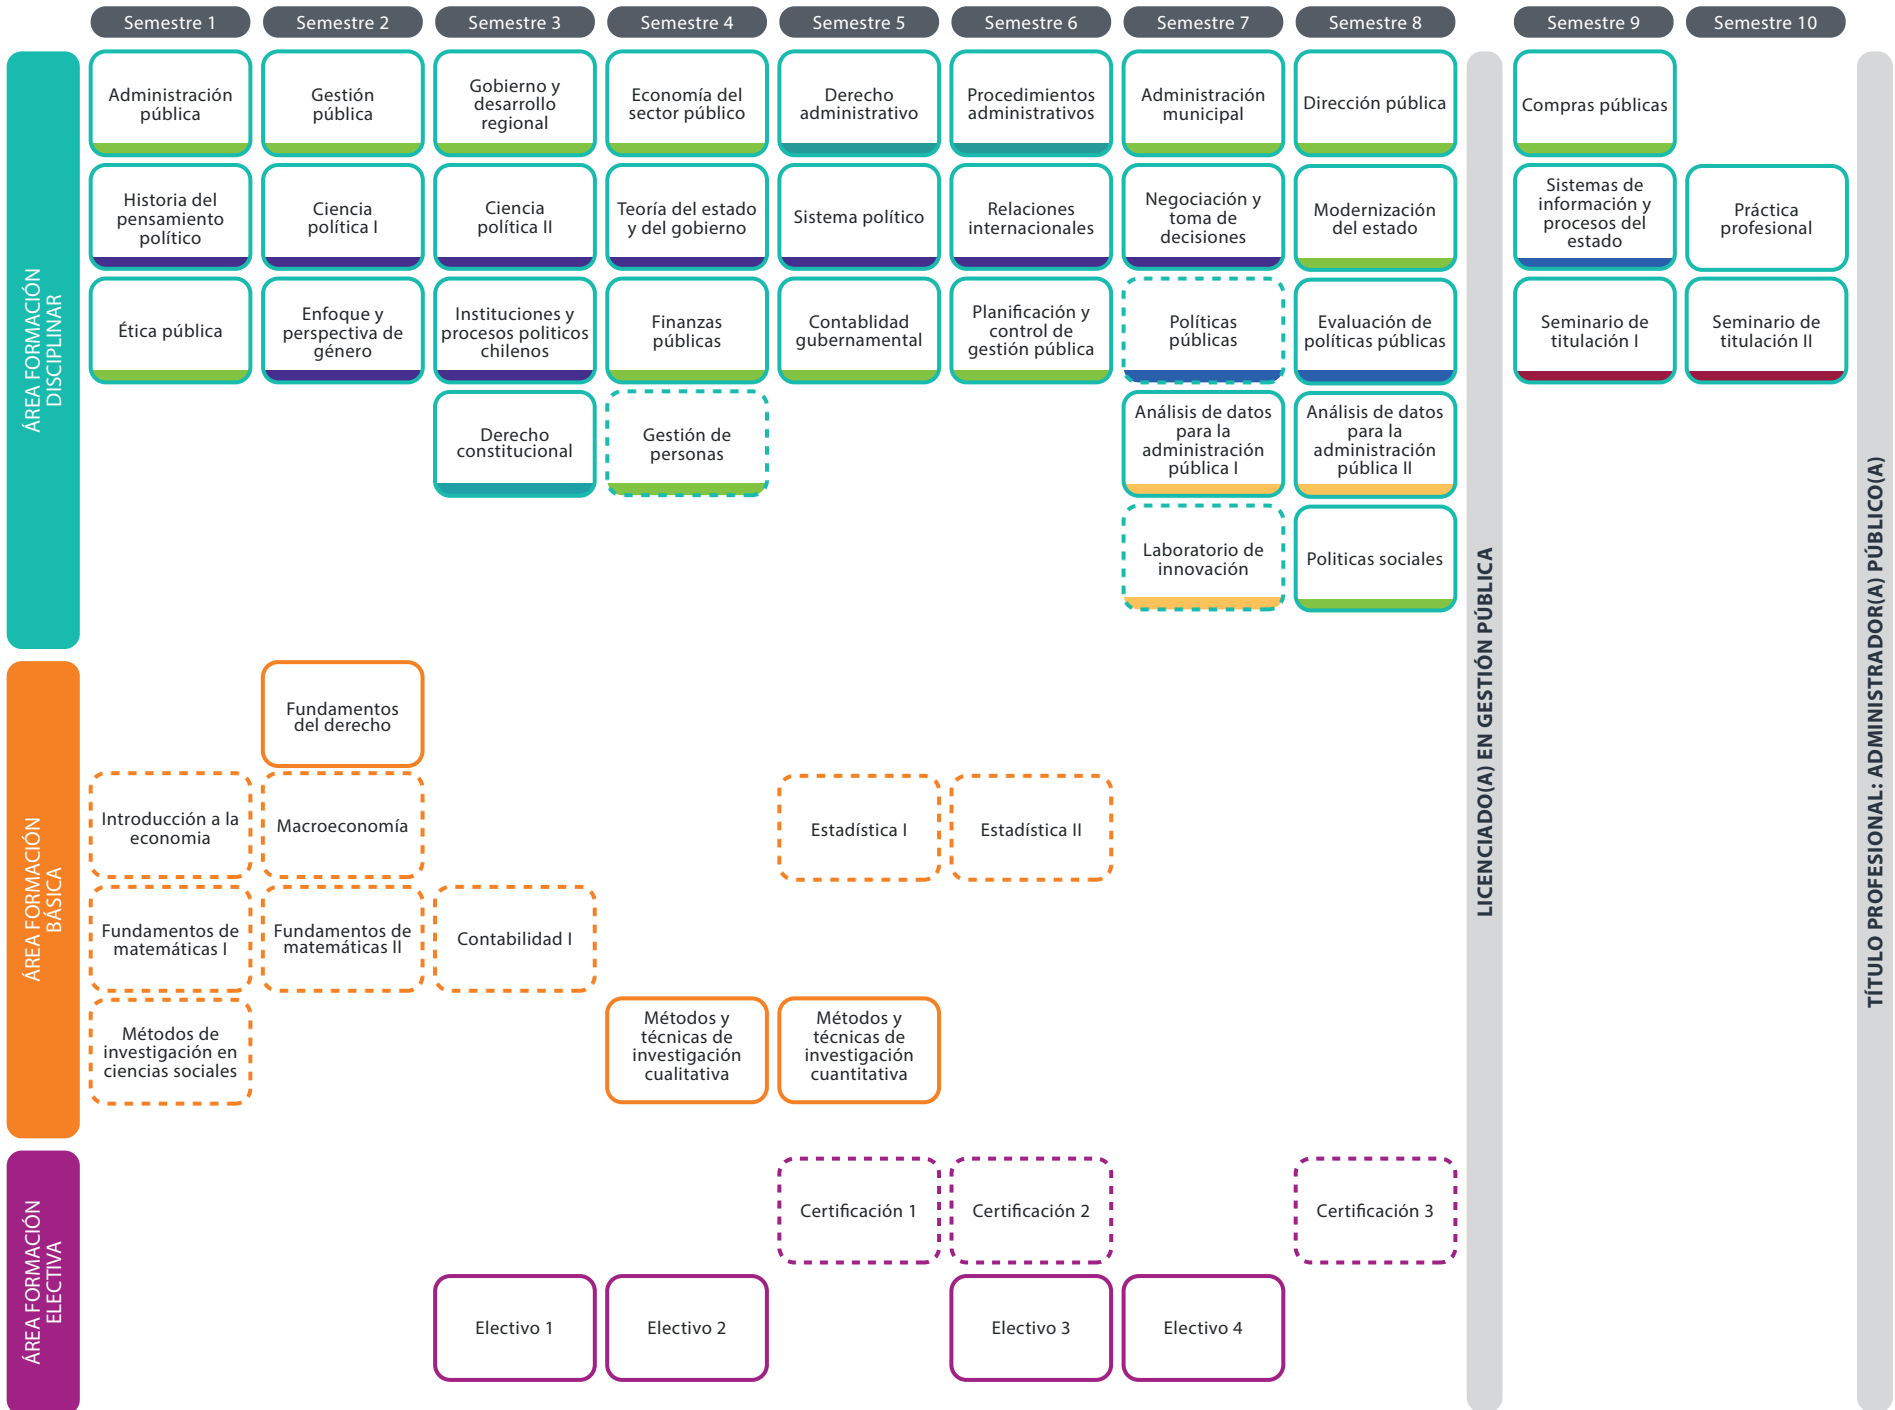 Semestre 1
Semestre 2
Semestre 3
Semestre 4
Semestre 5
Semestre 6
Semestre 7
Semestre 8
Semestre 9
Semestre 10
ÁREA FORMACIÓN
DISCIPLINAR
Administración
pública
Gestión
pública
Gobierno y
desarrollo
regional
Economía del
sector público
Derecho
administrativo
Procedimientos
administrativos
Administración
municipal
Dirección pública
Compras públicas
Historia del
pensamiento
político
Ciencia
política I
Ciencia
política II
Teoría del estado
y del gobierno
Sistema político
Relaciones
internacionales
Negociación y
toma de
decisiones
Modernización
del estado
Sistemas de
información y
procesos del
estado
Práctica
profesional
Ética pública
Enfoque y
perspectiva de
género
Instituciones y
procesos politicos
chilenos
Finanzas
públicas
Contablidad
gubernamental
Planificación y
control de
gestión pública
Políticas
públicas
Evaluación de
políticas públicas
Seminario de
titulación I
Seminario de
titulación II
Derecho
constitucional
Gestión de
personas
Análisis de datos
para la
administración
pública I
Análisis de datos
para la
administración
pública II
Laboratorio de
innovación
Politicas sociales
LICENCIADO(A) EN GESTIÓN PÚBLICA
TÍTULO PROFESIONAL: ADMINISTRADOR(A) PÚBLICO(A)
ÁREA FORMACIÓN
BÁSICA
Fundamentos
del derecho
Introducción a la
economia
Macroeconomía
Estadística I
Estadística II
Fundamentos de
matemáticas I
Fundamentos de
matemáticas II
Contabilidad I
Métodos de
investigación en
ciencias sociales
Métodos y
técnicas de
investigación
cualitativa
Métodos y
técnicas de
investigación
cuantitativa
ÁREA FORMACIÓN
ELECTIVA
Certificación 1
Certificación 2
Certificación 3
Electivo 1
Electivo 2
Electivo 3
Electivo 4